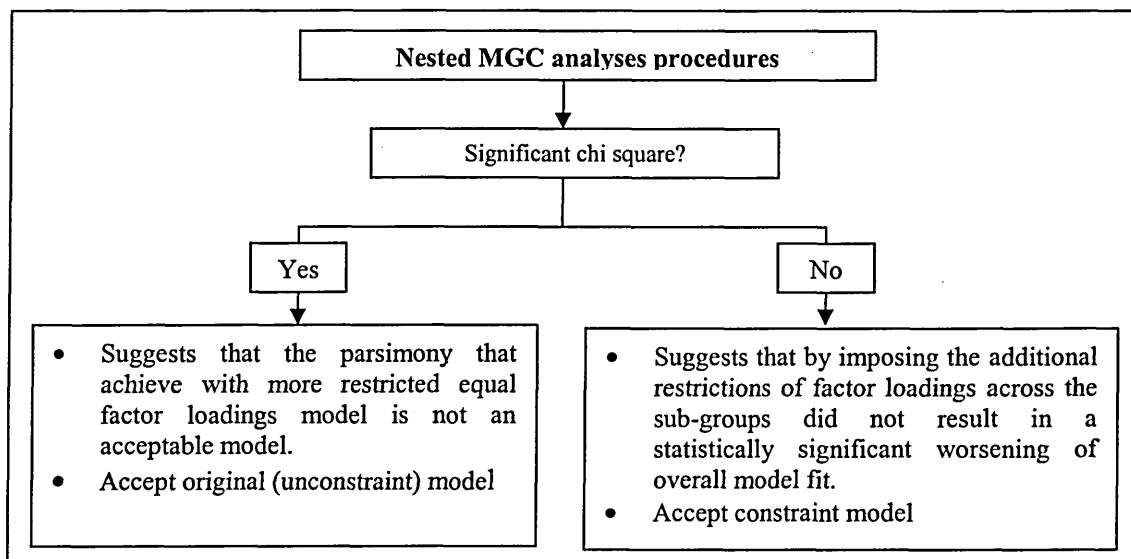 Nested MGC analyses procedures
Significant chi square?
Yes
No
• Suggests that the parsimony that
achieve with more restricted equal
factor loadings model is not an
acceptable model.
• Accept original (unconstraint) model
• Suggests that by imposing the additional
restrictions of factor loadings across the
sub-groups did not result in a
statistically significant worsening of
overall model fit.
• Accept constraint model